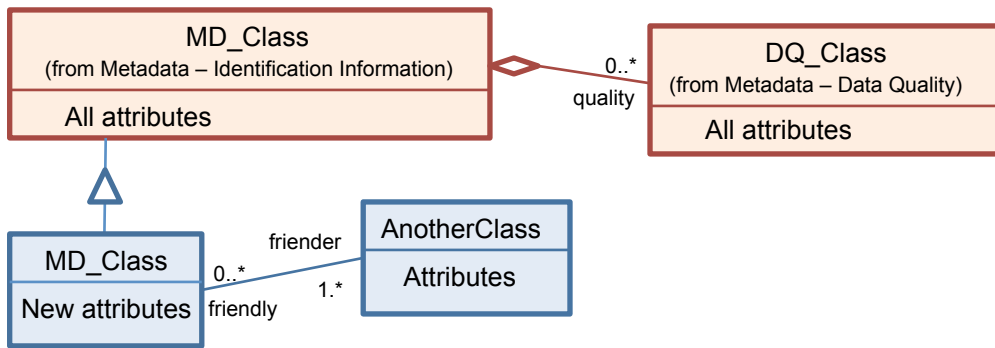 MD_Class
(from Metadata – Identification Information)
All attributes
0..*
quality
DQ_Class
(from Metadata – Data Quality)
All attributes
MD_Class
New attributes
0..*
friendly
friender
1.*
AnotherClass
Attributes